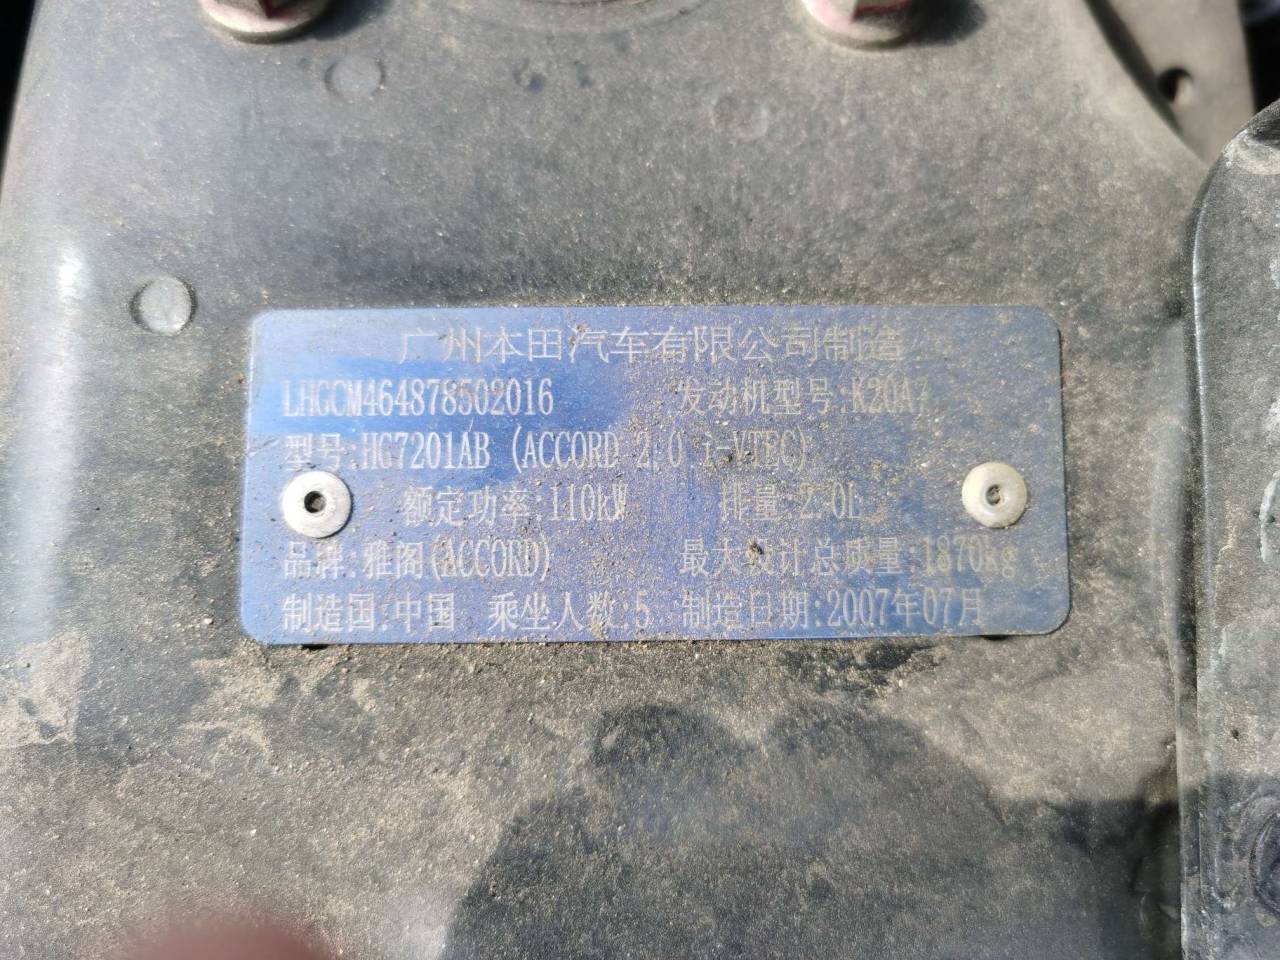 广州本田汽车有限公司制造
LHGCM464878502016 发动机型号:K20A7
型号:HG7201AB (ACCORD 2.0 i-VTEC)
额定功率:110kW 排量:2.0L
品牌:雅阁(ACCORD) 最大设计总质量:1870kg
制造国:中国 乘坐人数:5 制造日期:2007年07月